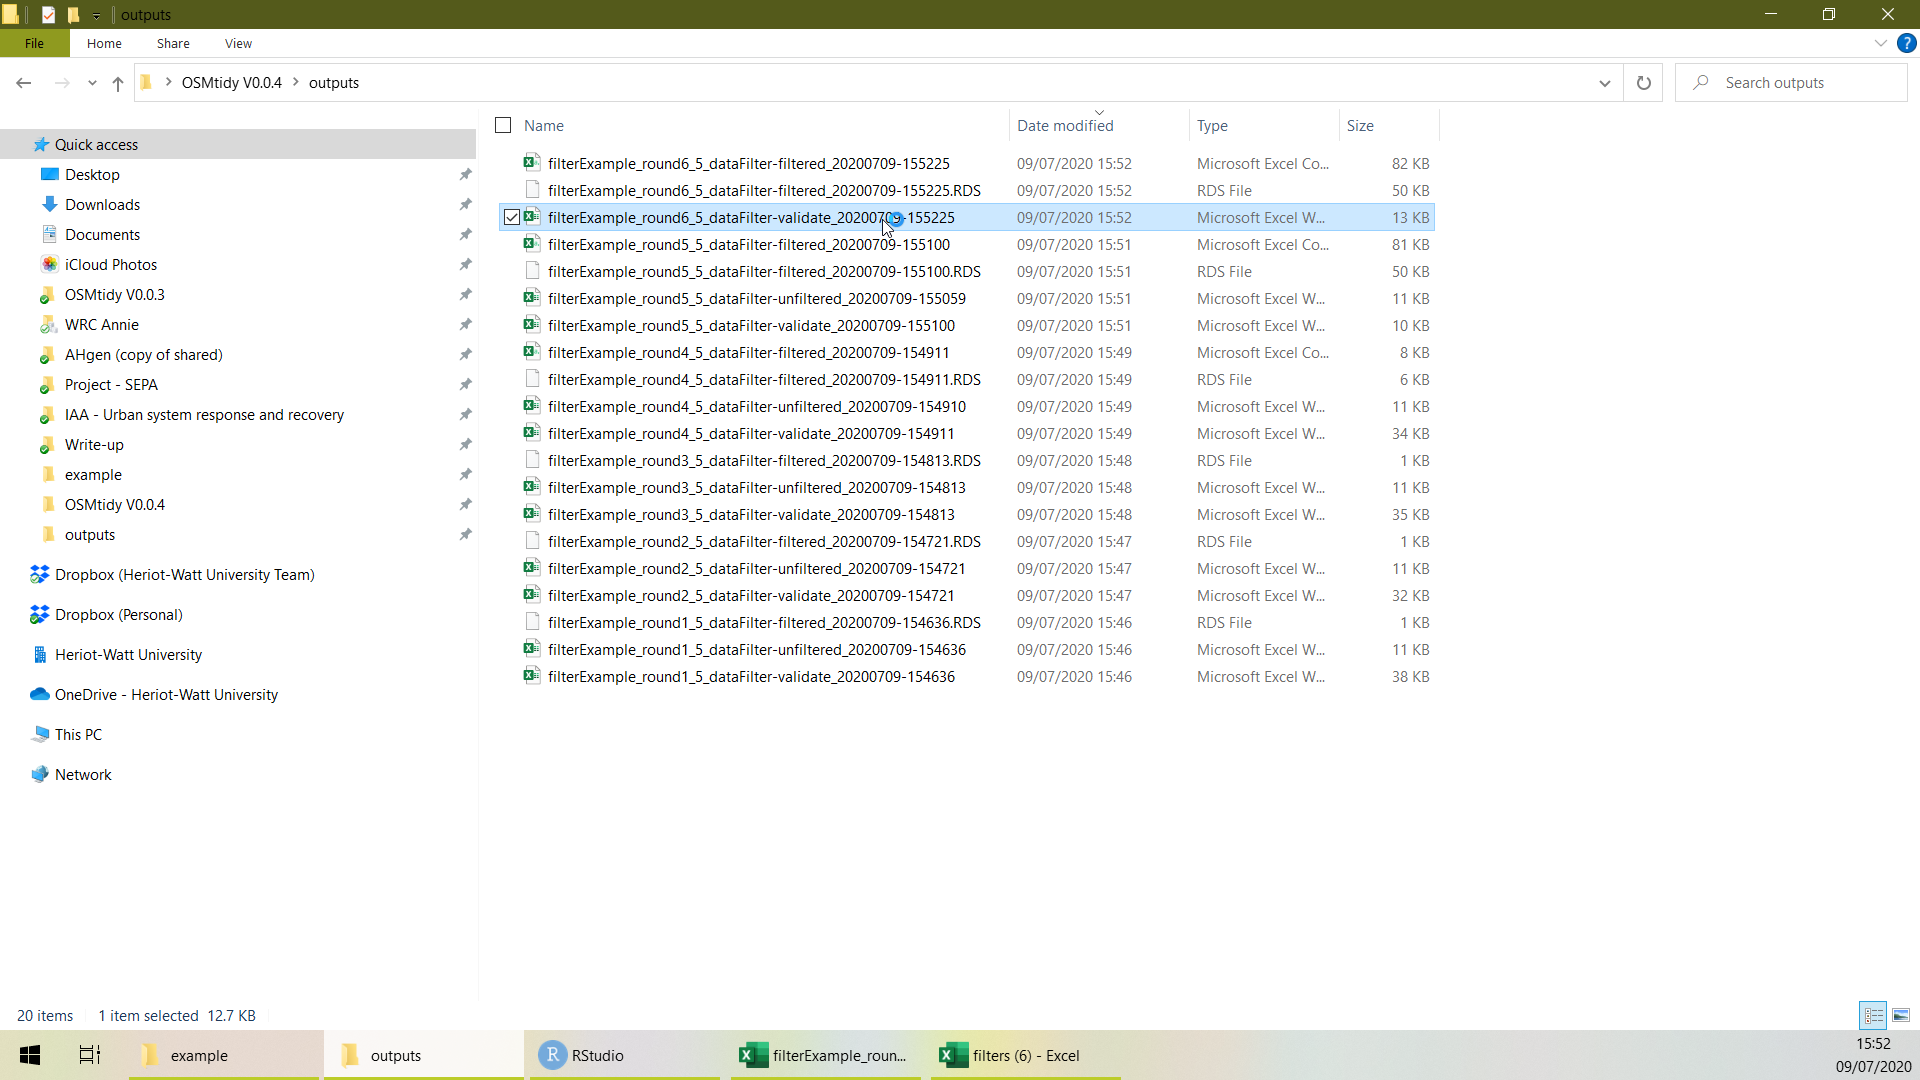 outputs
File Home Share View
OSMtidy V0.0.4 outputs
Search outputs
Name Date modified Type Size
Quick access
Desktop
Downloads
Documents
iCloud Photos
OSMtidy V0.0.3
WRC Annie
AHgen (copy of shared)
Project - SEPA
IAA - Urban system response and recovery
Write-up
example
OSMtidy V0.0.4
outputs
Dropbox (Heriot-Watt University Team)
Dropbox (Personal)
Heriot-Watt University
OneDrive - Heriot-Watt University
This PC
Network
filterExample_round6_5_dataFilter-filtered_20200709-155225 09/07/2020 15:52 Microsoft Excel Co... 82 KB
filterExample_round6_5_dataFilter-filtered_20200709-155225.RDS 09/07/2020 15:52 RDS File 50 KB
filterExample_round6_5_dataFilter-validate_20200709-155225 09/07/2020 15:52 Microsoft Excel W... 13 KB
filterExample_round5_5_dataFilter-filtered_20200709-155100 09/07/2020 15:51 Microsoft Excel Co... 81 KB
filterExample_round5_5_dataFilter-filtered_20200709-155100.RDS 09/07/2020 15:51 RDS File 50 KB
filterExample_round5_5_dataFilter-unfiltered_20200709-155059 09/07/2020 15:51 Microsoft Excel W... 11 KB
filterExample_round5_5_dataFilter-validate_20200709-155100 09/07/2020 15:51 Microsoft Excel W... 10 KB
filterExample_round4_5_dataFilter-filtered_20200709-154911 09/07/2020 15:49 Microsoft Excel Co... 8 KB
filterExample_round4_5_dataFilter-filtered_20200709-154911.RDS 09/07/2020 15:49 RDS File 6 KB
filterExample_round4_5_dataFilter-unfiltered_20200709-154910 09/07/2020 15:49 Microsoft Excel W... 11 KB
filterExample_round4_5_dataFilter-validate_20200709-154911 09/07/2020 15:49 Microsoft Excel W... 34 KB
filterExample_round3_5_dataFilter-filtered_20200709-154813.RDS 09/07/2020 15:48 RDS File 1 KB
filterExample_round3_5_dataFilter-unfiltered_20200709-154813 09/07/2020 15:48 Microsoft Excel W... 11 KB
filterExample_round3_5_dataFilter-validate_20200709-154813 09/07/2020 15:48 Microsoft Excel W... 35 KB
filterExample_round2_5_dataFilter-filtered_20200709-154721.RDS 09/07/2020 15:47 RDS File 1 KB
filterExample_round2_5_dataFilter-unfiltered_20200709-154721 09/07/2020 15:47 Microsoft Excel W... 11 KB
filterExample_round2_5_dataFilter-validate_20200709-154721 09/07/2020 15:47 Microsoft Excel W... 32 KB
filterExample_round1_5_dataFilter-filtered_20200709-154636.RDS 09/07/2020 15:46 RDS File 1 KB
filterExample_round1_5_dataFilter-unfiltered_20200709-154636 09/07/2020 15:46 Microsoft Excel W... 11 KB
filterExample_round1_5_dataFilter-validate_20200709-154636 09/07/2020 15:46 Microsoft Excel W... 38 KB
20 items 1 item selected 12.7 KB
example outputs RStudio filterExample_roun... filters (6) - Excel
15:52
09/07/2020